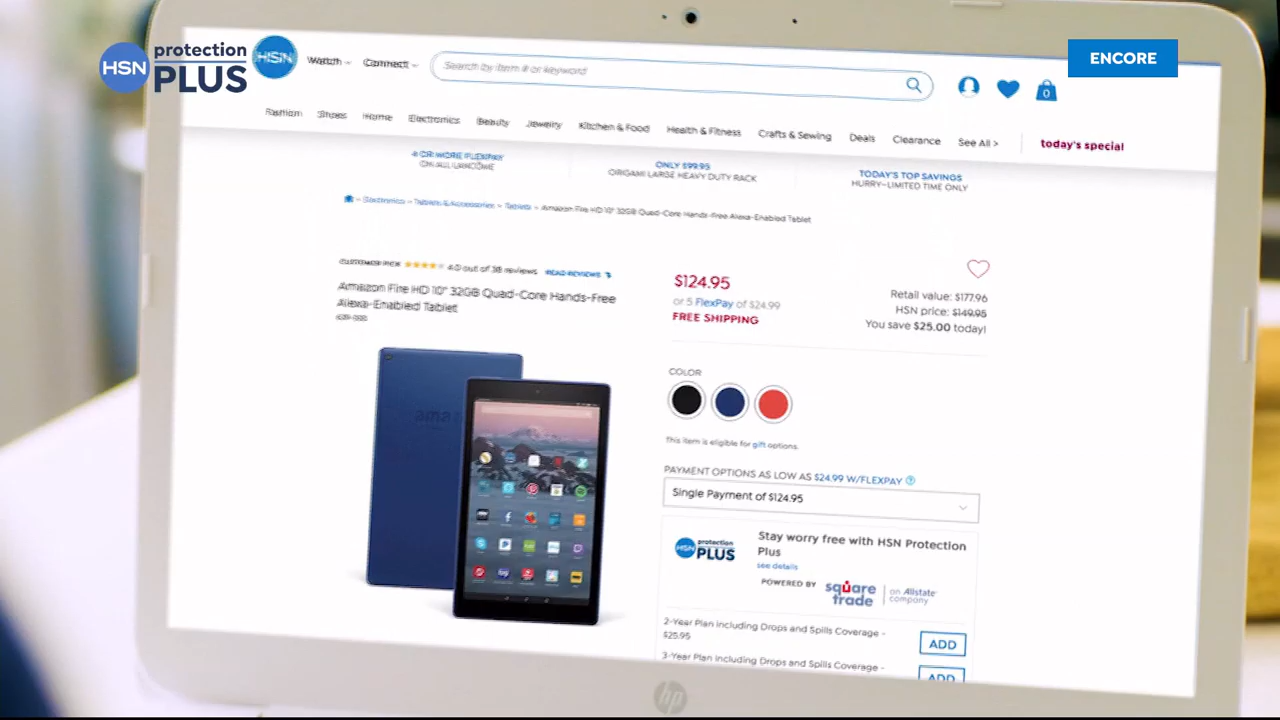 HSN protection PLUS
ENCORE
HSN Watch Connect Search by item # or keyword 0
Fashion Shoes Home Electronics Beauty Jewelry Kitchen & Food Health & Fitness Crafts & Sewing Deals Clearance See All > today's special
4 OR MORE FLEXPAY
ON ALL LANCOME
ONLY $99.95
ORIGAMI LARGE HEAVY DUTY RACK
TODAY'S TOP SAVINGS
HURRY-LIMITED TIME ONLY
Electronics Tablets & Accessories Tablets Amazon Fire HD 10" 32GB Quad-Core Hands-Free Alexa-Enabled Tablet
CUSTOMER PICK 4.0 out of 38 reviews READ REVIEWS
Amazon Fire HD 10" 32GB Quad-Core Hands-Free
Alexa-Enabled Tablet
$124.95
or 5 FlexPay of $24.99
FREE SHIPPING
Retail value: $177.96
HSN price: $149.95
You save $25.00 today!
COLOR
This item is eligible for gift options.
PAYMENT OPTIONS AS LOW AS $24.99 W/FLEXPAY ?
Single Payment of $124.95
HSN protection PLUS
Stay worry free with HSN Protection
Plus
see details
POWERED BY square trade an Allstate company
2-Year Plan including Drops and Spills Coverage -
$25.95
ADD
3-Year Plan including Drops and Spills Coverage -
ADD
hp